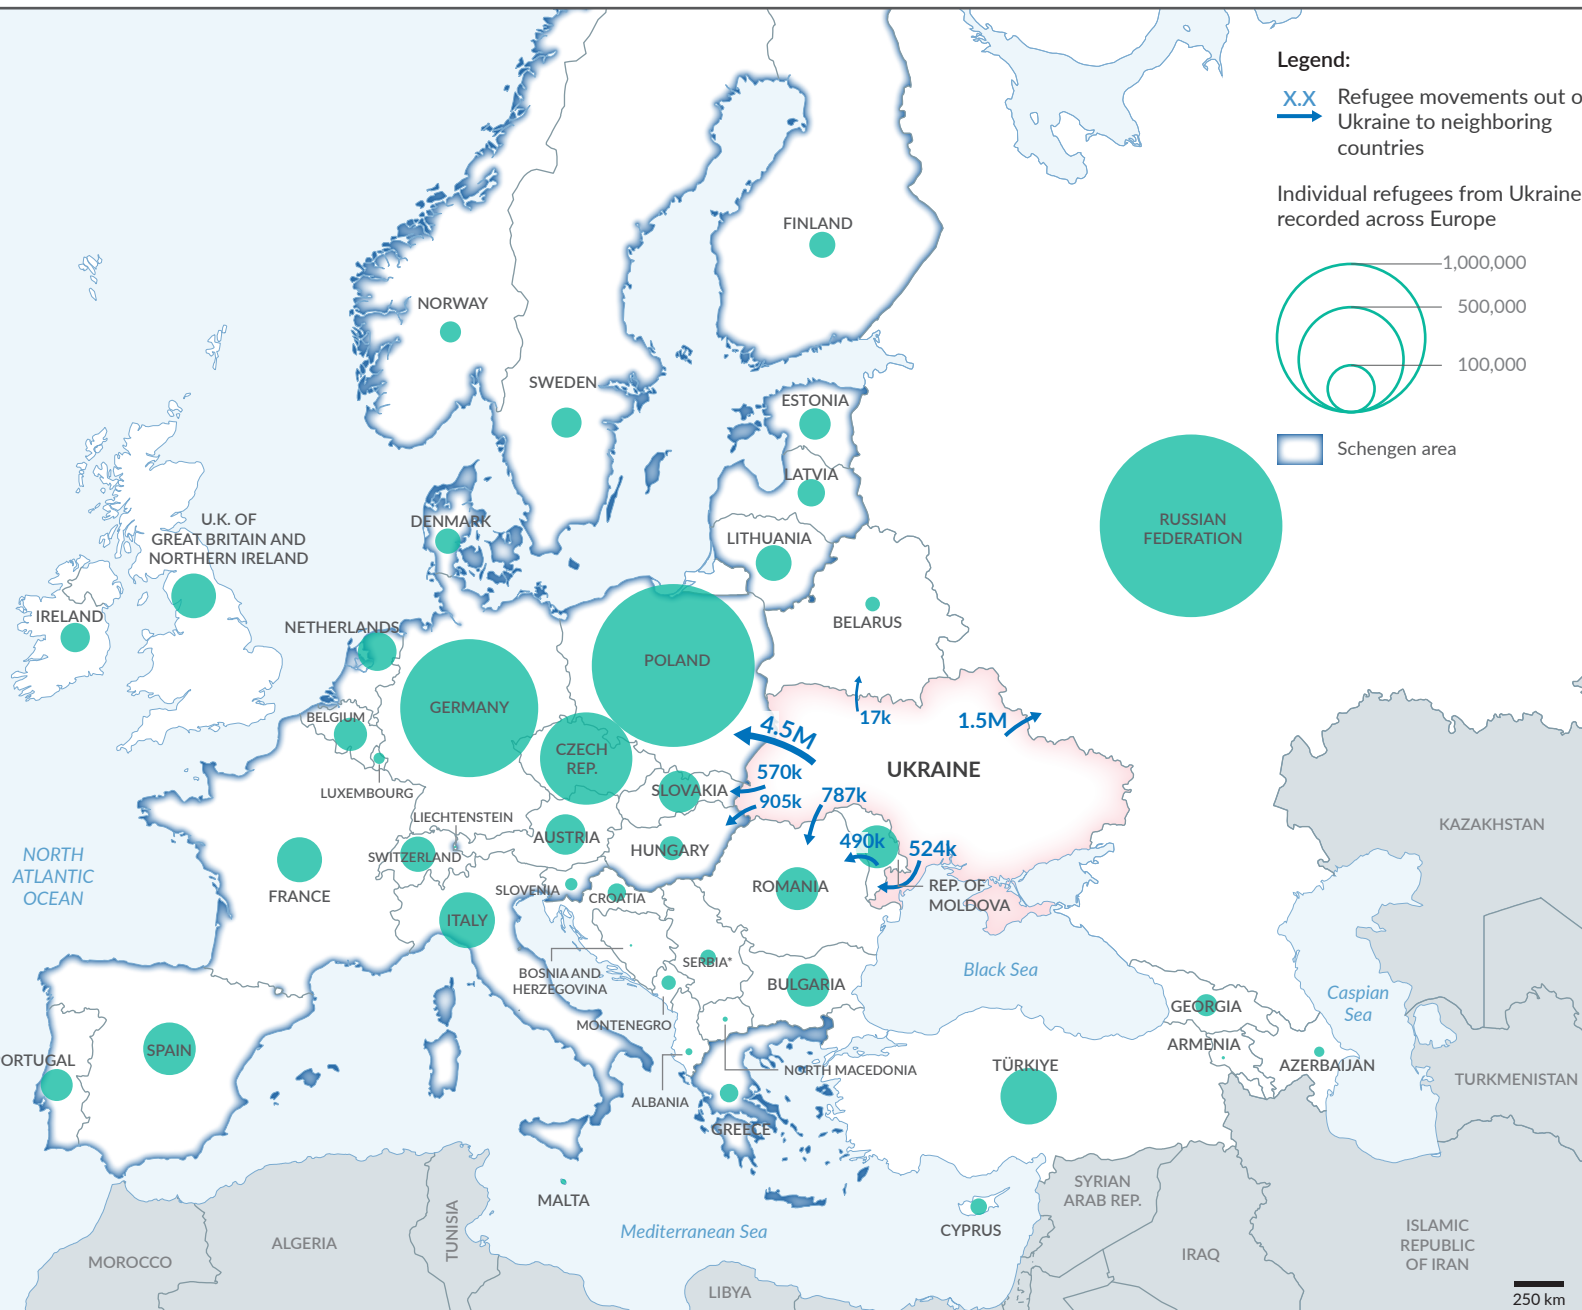 Legend:
X.X
Refugee movements out o
Ukraine to neighboring
countries
Individual refugees from Ukraine
recorded across Europe
1,000,000
500,000
100,000
Schengen area
FINLAND
NORWAY
SWEDEN
ESTONIA
LATVIA
DENMARK
LITHUANIA
U.K. OF
GREAT BRITAIN AND
NORTHERN IRELAND
RUSSIAN
FEDERATION
IRELAND
NETHERLANDS
BELARUS
POLAND
GERMANY
BELGIUM
17k
1.5M
4.5M
CZECH
REP.
UKRAINE
570k
SLOVAKIA
LUXEMBOURG
905k
787k
LIECHTENSTEIN
KAZAKHSTAN
AUSTRIA
490k
524k
HUNGARY
SWITZERLAND
NORTH
ATLANTIC
OCEAN
FRANCE
SLOVENIA
CROATIA
ROMANIA
REP. OF
MOLDOVA
ITALY
SERBIA*
BOSNIA AND
HERZEGOVINA
BULGARIA
Black Sea
Caspian
Sea
GEORGIA
MONTENEGRO
ARMENIA
SPAIN
ORTUGAL
NORTH MACEDONIA
TÜRKIYE
AZERBAIJAN
TURKMENISTAN
ALBANIA
GREECE
MALTA
SYRIAN
ARAB REP.
CYPRUS
TUNISIA
Mediterranean Sea
ALGERIA
MOROCCO
IRAQ
ISLAMIC
REPUBLIC
OF IRAN
LIBYA
250 km